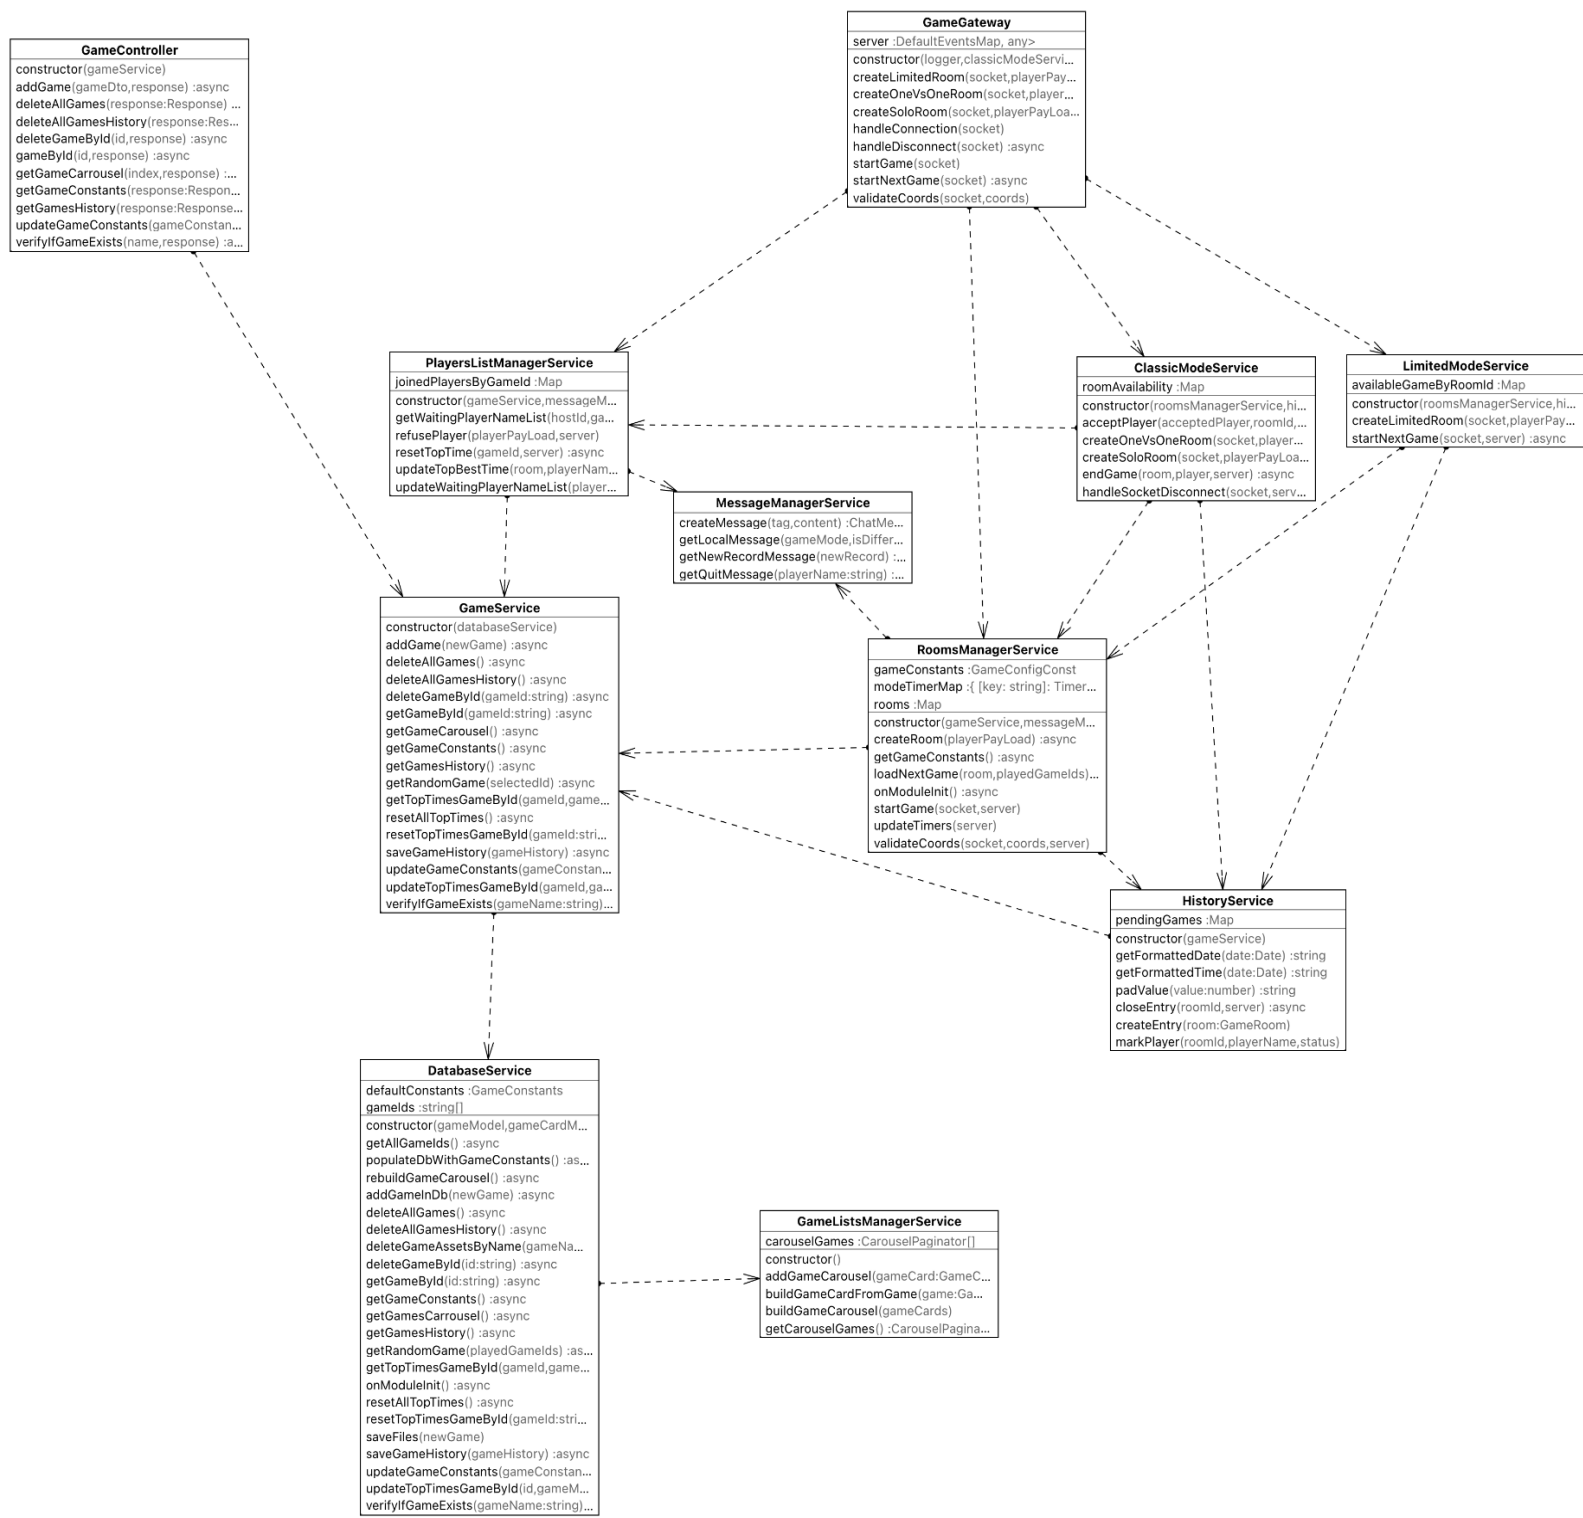 GameController
constructor(gameService)
addGame(gameDto,response) :async
deleteAllGames(response:Response) ...
deleteAllGamesHistory(response:Res...
deleteGameById(id,response) :async
gameById(id,response) :async
getGameCarrousel(index,response) :...
getGameConstants(response:Respon...
getGamesHistory(response:Response...
updateGameConstants(gameConstan...
verifyIfGameExists(name,response) :a...
GameGateway
server :DefaultEventsMap, any>
constructor(logger,classicModeServi...
createLimitedRoom(socket,playerPay...
createOneVsOneRoom(socket,player...
createSoloRoom(socket,playerPayLoa...
handleConnection(socket)
handleDisconnect(socket) :async
startGame(socket)
startNextGame(socket) :async
validateCoords(socket,coords)
PlayersListManagerService
joinedPlayersByGameId :Map
constructor(gameService,messageM...
getWaitingPlayerNameList(hostId,ga...
refusePlayer(playerPayLoad,server)
resetTopTime(gameId,server) :async
updateTopBestTime(room,playerNam...
updateWaitingPlayerNameList(player...
ClassicModeService
roomAvailability :Map
constructor(roomsManagerService,hi...
acceptPlayer(acceptedPlayer,roomId,...
createOneVsOneRoom(socket,player...
createSoloRoom(socket,playerPayLoa...
endGame(room,player,server) :async
handleSocketDisconnect(socket,serv...
LimitedModeService
availableGameByRoomId :Map
constructor(roomsManagerService,hi...
createLimitedRoom(socket,playerPay...
startNextGame(socket,server) :async
MessageManagerService
createMessage(tag,content) :ChatMe...
getLocalMessage(gameMode,isDiffer...
getNewRecordMessage(newRecord) :...
getQuitMessage(playerName:string) :...
GameService
constructor(databaseService)
addGame(newGame) :async
deleteAllGames() :async
deleteAllGamesHistory() :async
deleteGameById(gameId:string) :async
getGameById(gameId:string) :async
getGameCarousel() :async
getGameConstants() :async
getGamesHistory() :async
getRandomGame(selectedId) :async
getTopTimesGameById(gameId,game...
resetAllTopTimes() :async
resetTopTimesGameById(gameId:stri...
saveGameHistory(gameHistory) :async
updateGameConstants(gameConstan...
updateTopTimesGameById(gameId,ga...
verifyIfGameExists(gameName:string)...
RoomsManagerService
gameConstants :GameConfigConst
modeTimerMap :{ [key: string]: Timer...
rooms :Map
constructor(gameService,messageM...
createRoom(playerPayLoad) :async
getGameConstants() :async
loadNextGame(room,playedGameIds)...
onModuleInit() :async
startGame(socket,server)
updateTimers(server)
validateCoords(socket,coords,server)
HistoryService
pendingGames :Map
constructor(gameService)
getFormattedDate(date:Date) :string
getFormattedTime(date:Date) :string
padValue(value:number) :string
closeEntry(roomId,server) :async
createEntry(room:GameRoom)
markPlayer(roomId,playerName,status)
DatabaseService
defaultConstants :GameConstants
gameIds :string[]
constructor(gameModel,gameCardM...
getAllGameIds() :async
populateDbWithGameConstants() :as...
rebuildGameCarousel() :async
addGameInDb(newGame) :async
deleteAllGames() :async
deleteAllGamesHistory() :async
deleteGameAssetsByName(gameNa...
deleteGameById(id:string) :async
getGameById(id:string) :async
getGameConstants() :async
getGamesCarrousel() :async
getGamesHistory() :async
getRandomGame(playedGameIds) :as...
getTopTimesGameById(gameId,game...
onModuleInit() :async
resetAllTopTimes() :async
resetTopTimesGameById(gameId:stri...
saveFiles(newGame)
saveGameHistory(gameHistory) :async
updateGameConstants(gameConstan...
updateTopTimesGameById(id,gameM...
verifyIfGameExists(gameName:string)...
GameListsManagerService
carouselGames :CarouselPaginator[]
constructor()
addGameCarousel(gameCard:GameC...
buildGameCardFromGame(game:Ga...
buildGameCarousel(gameCards)
getCarouselGames() :CarouselPagina...